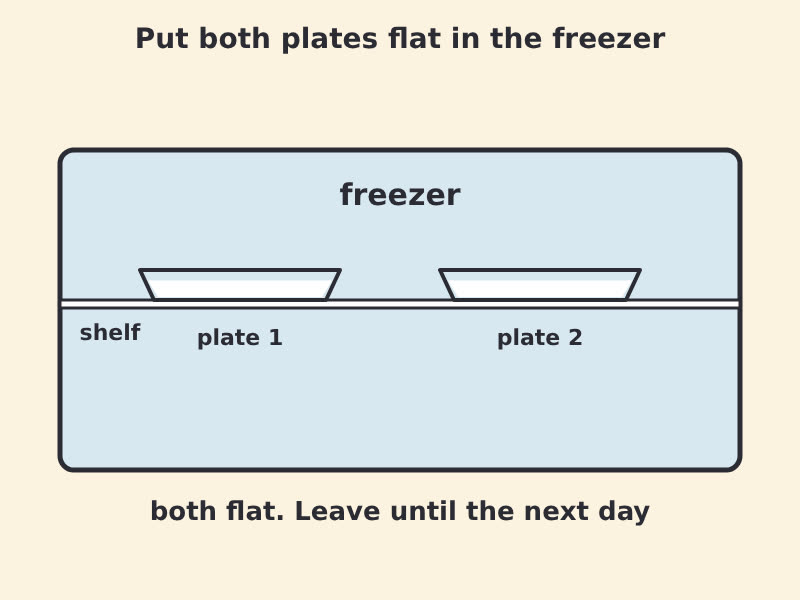 Put both plates flat in the freezer
freezer
shelf
plate 1
plate 2
both flat. Leave until the next day